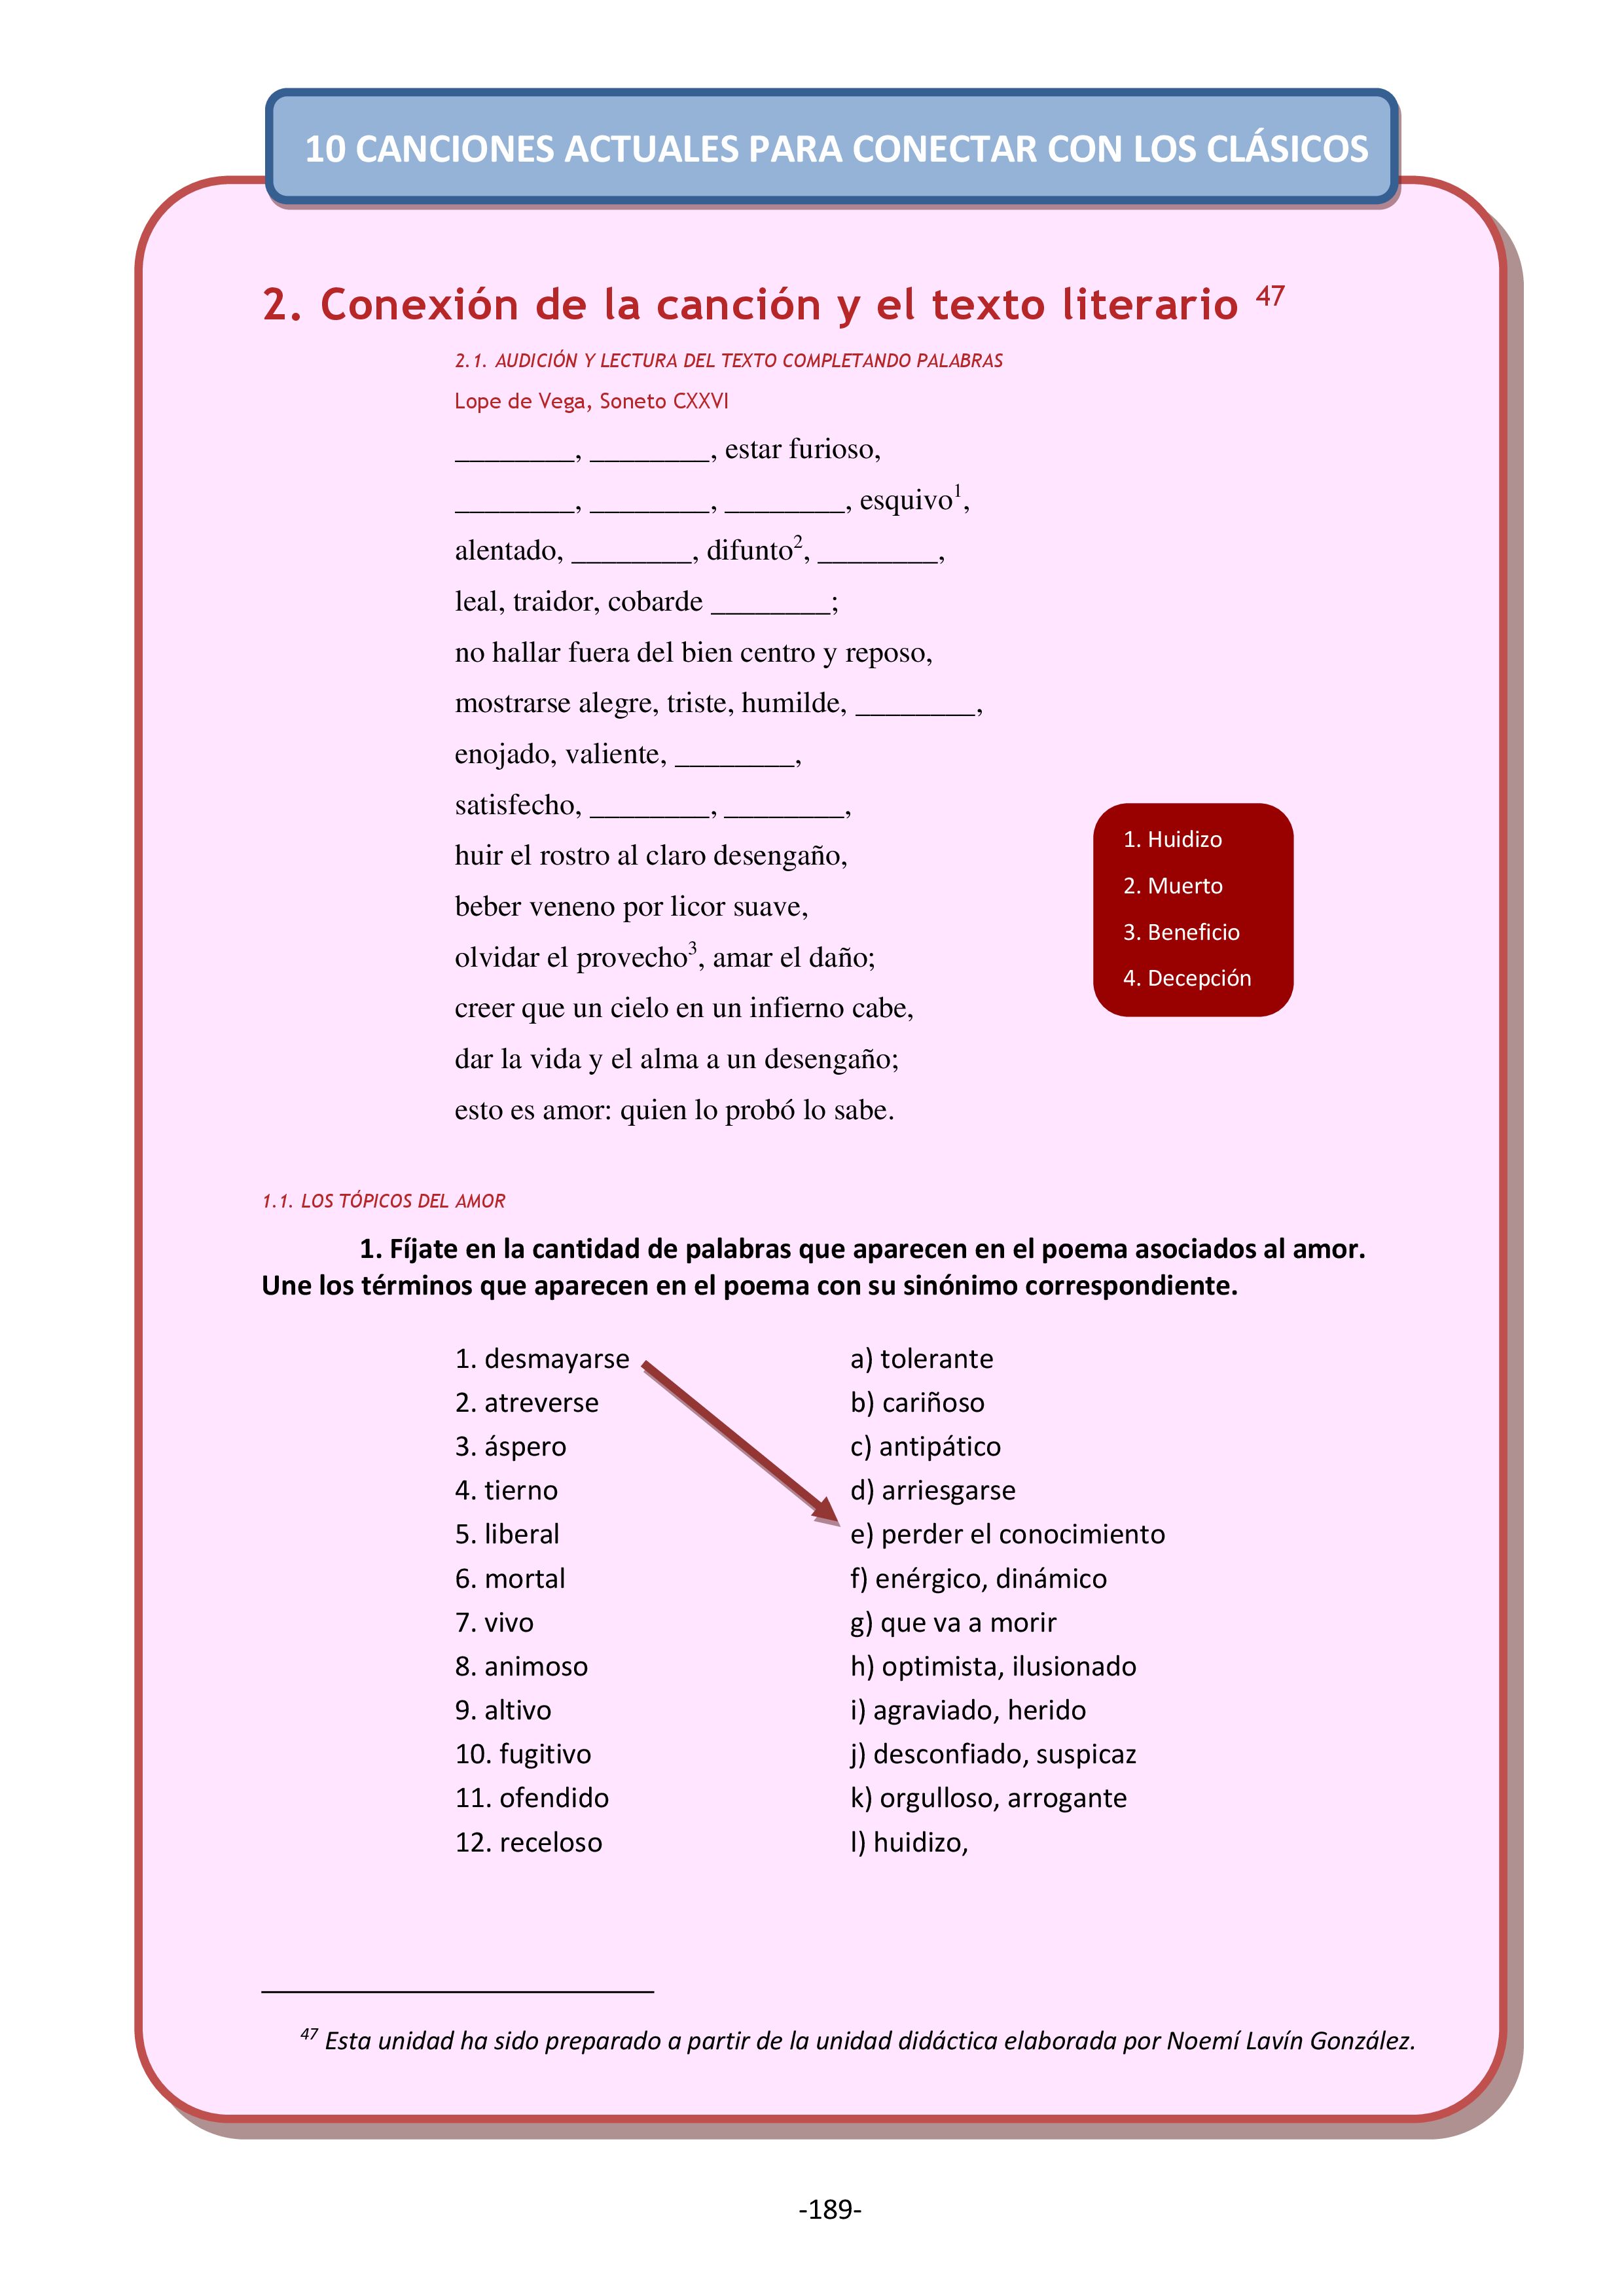 10 CANCIONES ACTUALES PARA CONECTAR CON LOS CLÁSICOS
2. Conexión de la canción y el texto literario 47
2.1. AUDICIÓN Y LECTURA DEL TEXTO COMPLETANDO PALABRAS
Lope de Vega, Soneto CXXVI
________, ________, estar furioso,
________, ________, ________, esquivo1,
alentado, ________, difunto2, ________,
leal, traidor, cobarde ________;
no hallar fuera del bien centro y reposo,
mostrarse alegre, triste, humilde, ________,
enojado, valiente, ________,
satisfecho, ________, ________,
huir el rostro al claro desengaño,
beber veneno por licor suave,
olvidar el provecho3, amar el daño;
creer que un cielo en un infierno cabe,
dar la vida y el alma a un desengaño;
esto es amor: quien lo probó lo sabe.
1. Huidizo
2. Muerto
3. Beneficio
4. Decepción
1.1. LOS TÓPICOS DEL AMOR
1. Fíjate en la cantidad de palabras que aparecen en el poema asociados al amor.
Une los términos que aparecen en el poema con su sinónimo correspondiente.
1. desmayarse a) tolerante
2. atreverse b) cariñoso
3. áspero c) antipático
4. tierno d) arriesgarse
5. liberal e) perder el conocimiento
6. mortal f) enérgico, dinámico
7. vivo g) que va a morir
8. animoso h) optimista, ilusionado
9. altivo i) agraviado, herido
10. fugitivo j) desconfiado, suspicaz
11. ofendido k) orgulloso, arrogante
12. receloso l) huidizo,
47 Esta unidad ha sido preparado a partir de la unidad didáctica elaborada por Noemí Lavín González.
-189-